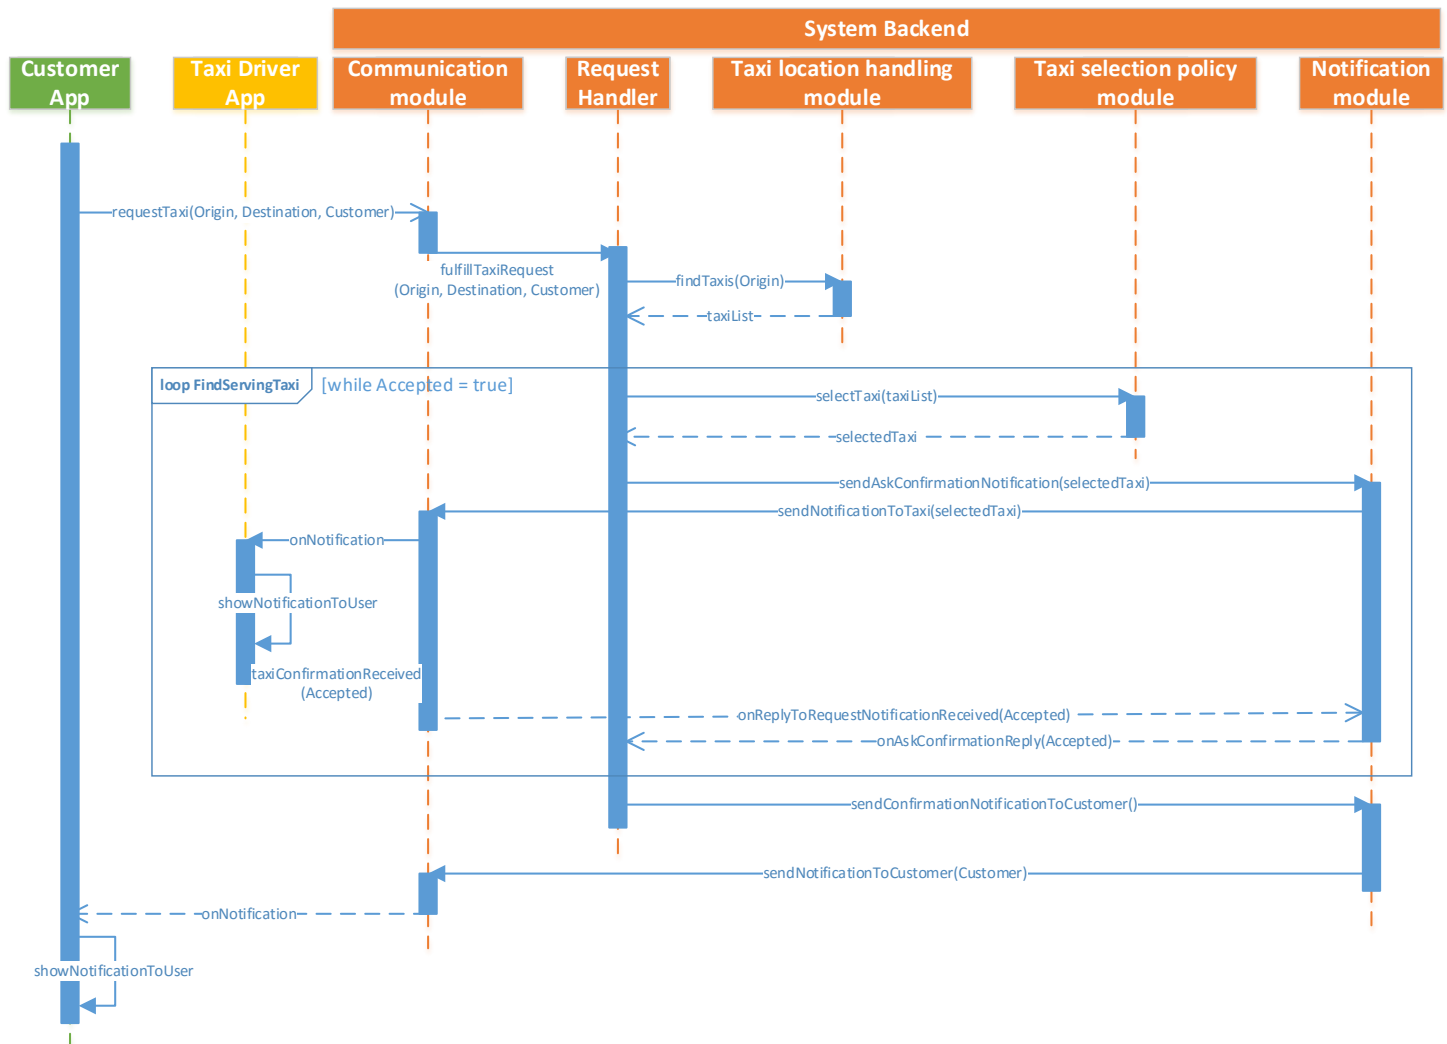 System Backend
Customer
App
Taxi Driver
App
Communication
module
Request
Handler
Taxi location handling
module
Taxi selection policy
module
Notification
module
requestTaxi(Origin, Destination, Customer)
fulfillTaxiRequest
(Origin, Destination, Customer)
findTaxis(Origin)
taxiList
loop FindServingTaxi
[while Accepted = true]
selectTaxi(taxiList)
selectedTaxi
sendAskConfirmationNotification(selectedTaxi)
sendNotificationToTaxi(selectedTaxi)
onNotification
showNotificationToUser
taxiConfirmationReceived
(Accepted)
onReplyToRequestNotificationReceived(Accepted)
onAskConfirmationReply(Accepted)
sendConfirmationNotificationToCustomer()
sendNotificationToCustomer(Customer)
onNotification
showNotificationToUser